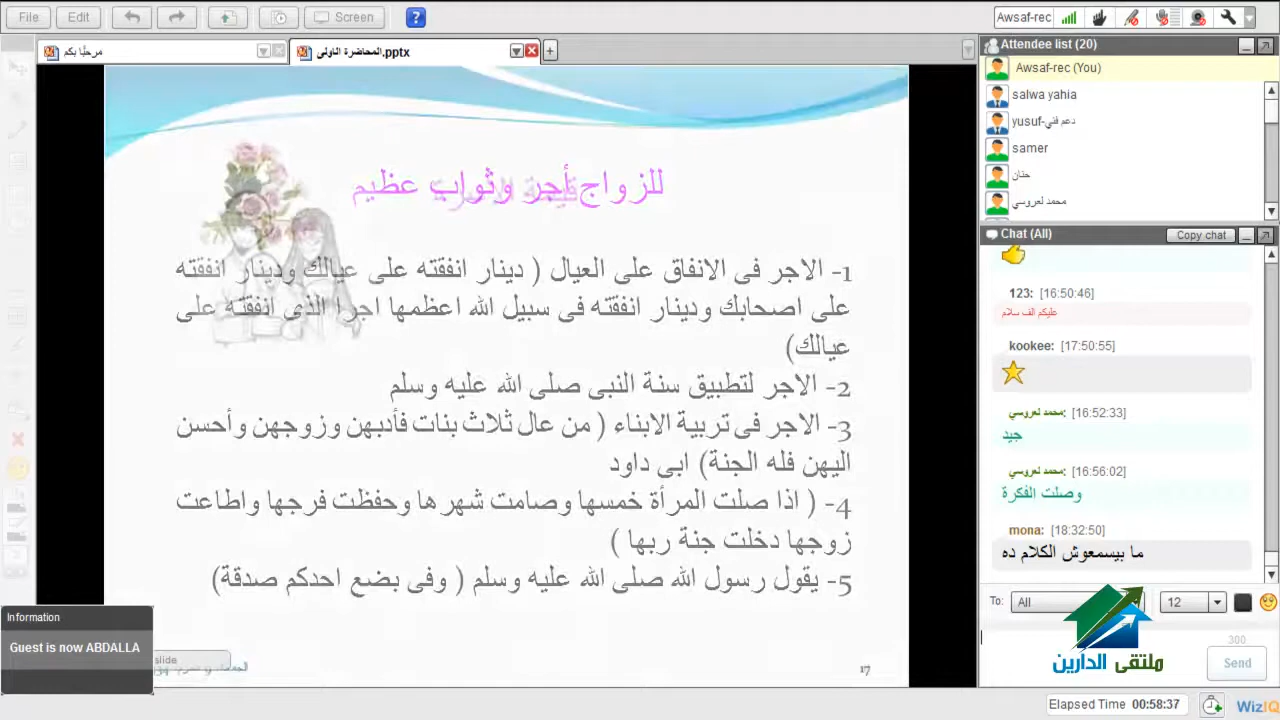 File
Edit
Screen
?
Awsaf-rec
مرحبًا بكم
المحاضرة الاولى.pptx
للزواج أجر وثواب عظيم
1- الاجر فى الانفاق على العيال ( دينار انفقته على عيالك ودينار انفقته
على اصحابك ودينار انفقته فى سبيل الله اعظمها اجرا الذى انفقته على
عيالك)
2- الاجر لتطبيق سنة النبى صلى الله عليه وسلم
3- الاجر فى تربية الابناء ( من عال ثلاث بنات فأدبهن وزوجهن وأحسن
اليهن فله الجنة) ابى داود
4- ( اذا صلت المرأة خمسها وصامت شهرها وحفظت فرجها واطاعت
زوجها دخلت جنة ربها )
5- يقول رسول الله صلى الله عليه وسلم ( وفى بضع احدكم صدقة)
17
slide
Information
Guest is now ABDALLA
Attendee list (20)
Awsaf-rec (You)
salwa yahia
yusuf-دعم فني
samer
حنان
محمد لعروسي
Chat (All)
Copy chat
123: [16:50:46]
عليكم الف سلام
kookee: [17:50:55]
محمد لعروسي: [16:52:33]
جيد
محمد لعروسي: [16:56:02]
وصلت الفكرة
mona: [18:32:50]
ما بيسمعوش الكلام ده
To:
All
12
300
Send
ملتقى الدارين
Elapsed Time 00:58:37
WizIQ